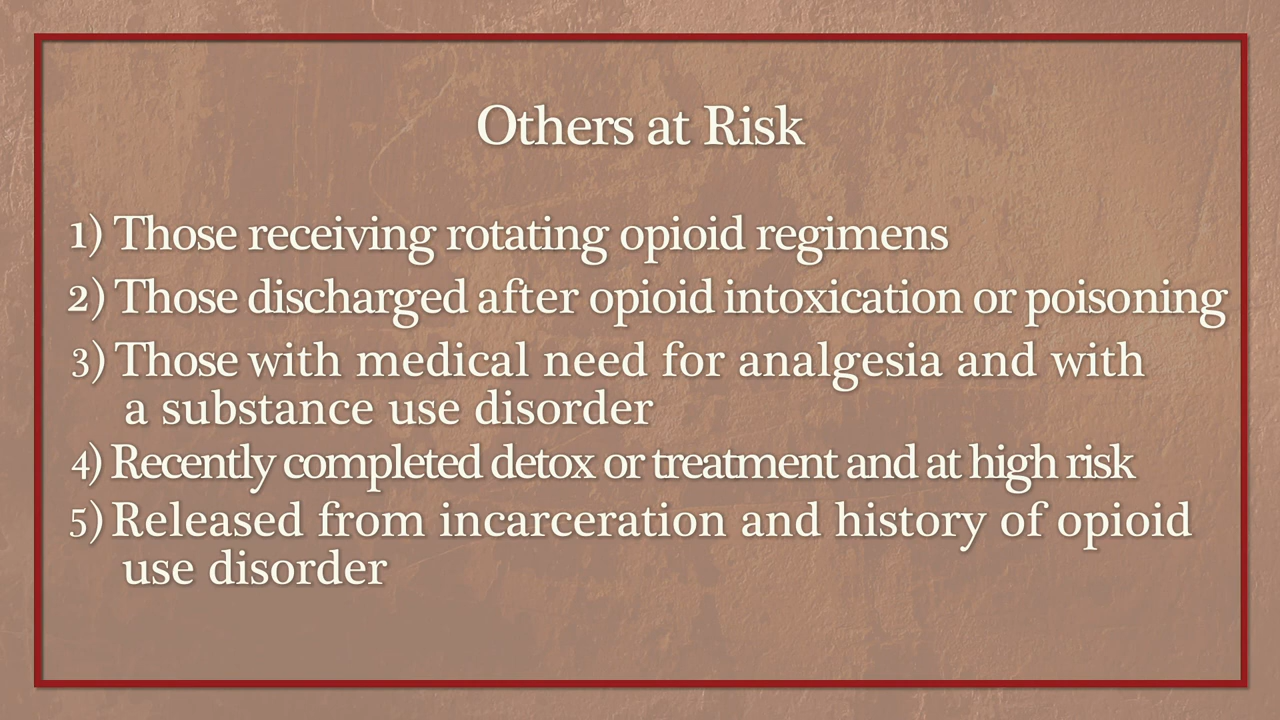 Others at Risk
1) Those receiving rotating opioid regimens
2) Those discharged after opioid intoxication or poisoning
3) Those with medical need for analgesia and with
a substance use disorder
4) Recently completed detox or treatment and at high risk
5) Released from incarceration and history of opioid
use disorder